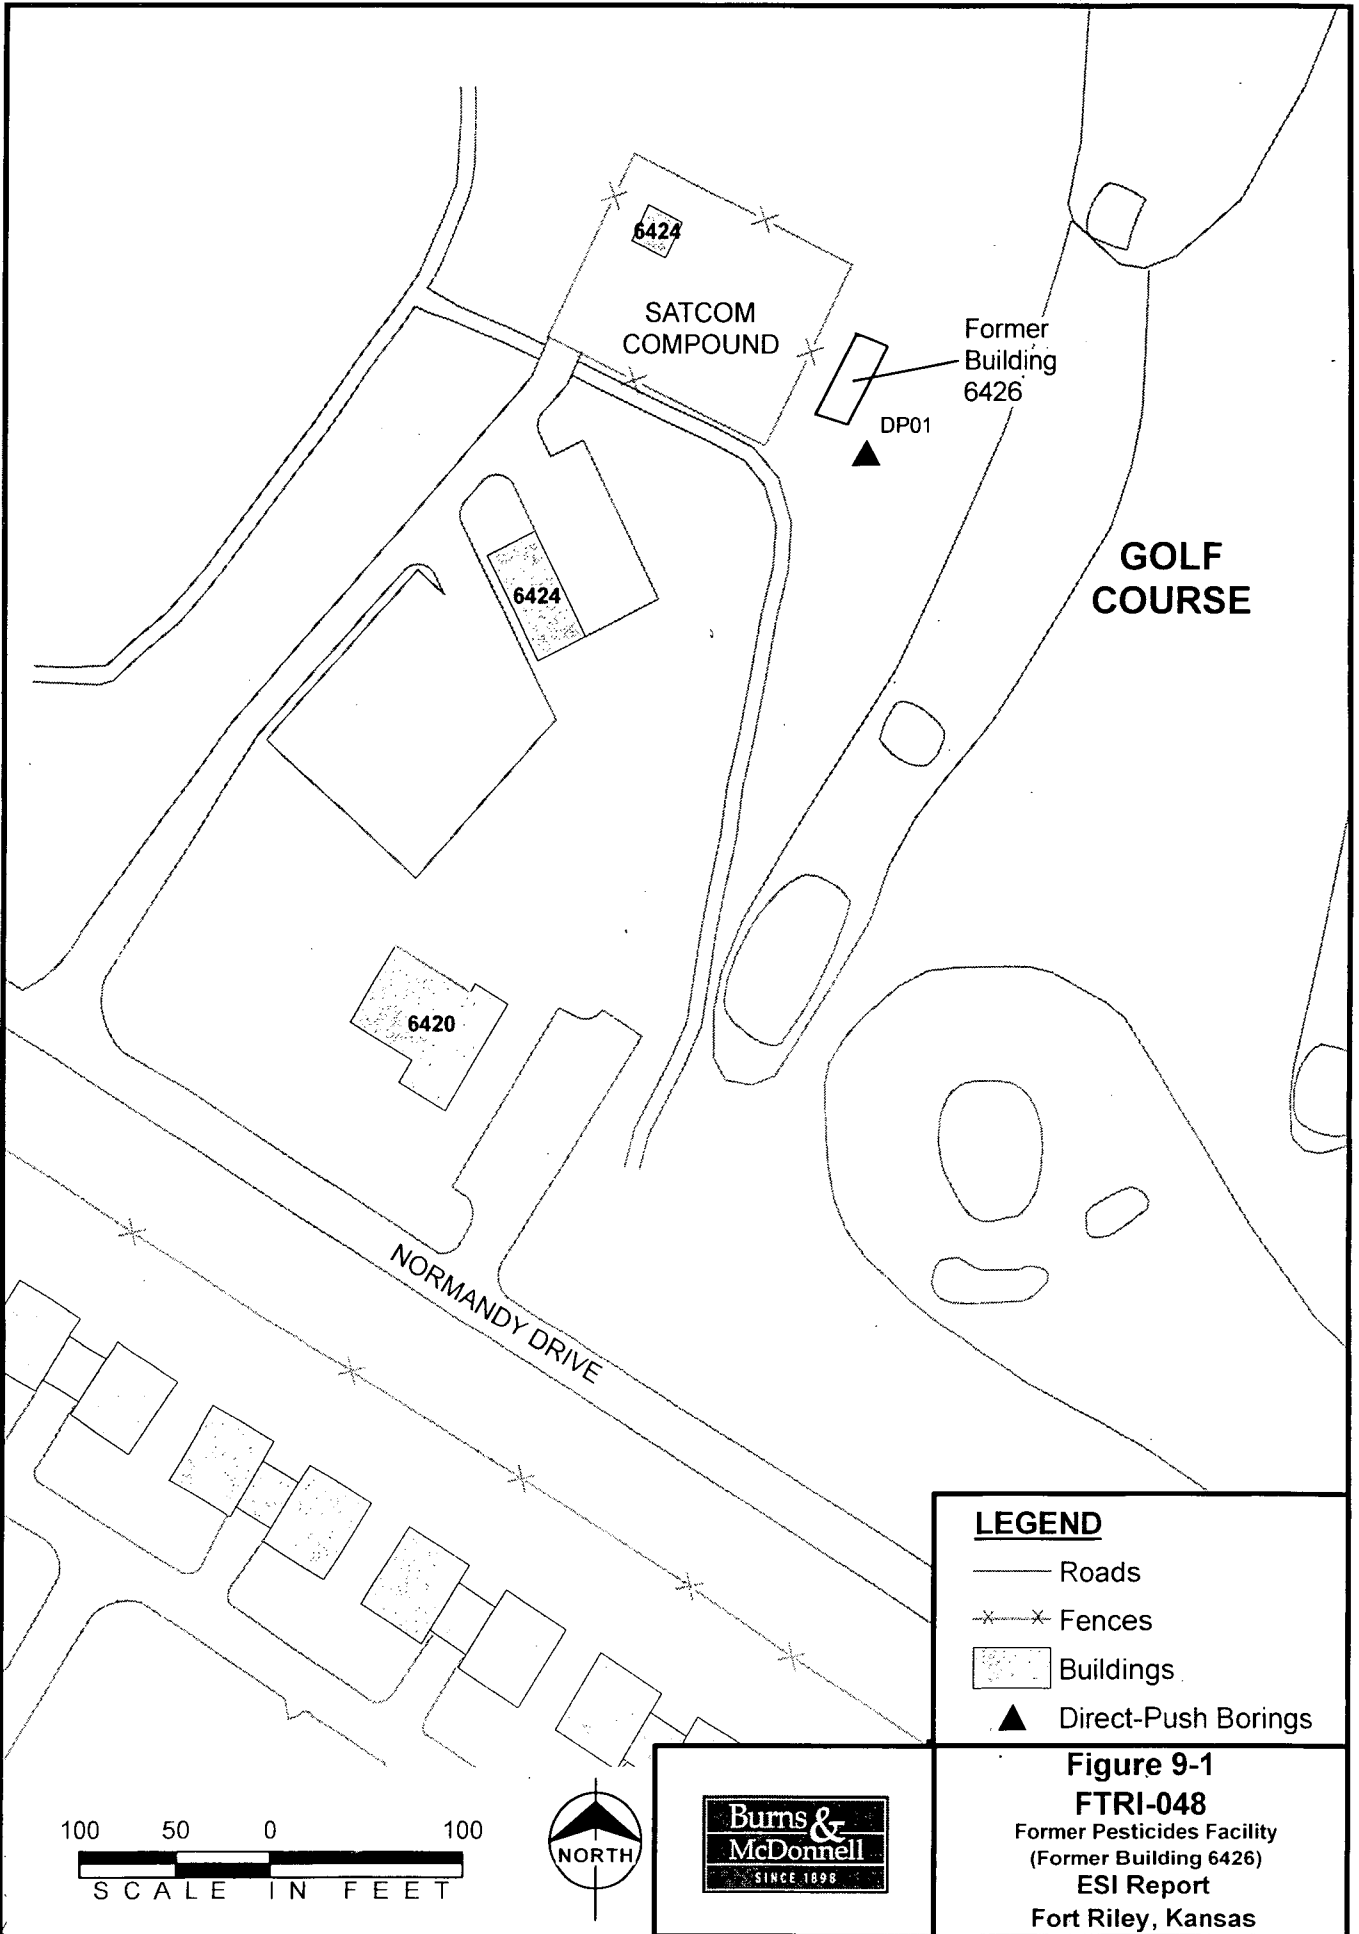 6424
SATCOM
COMPOUND
Former
Building
6426
DP01
GOLF
COURSE
6424
6420
NORMANDY DRIVE
LEGEND
Roads
Fences
Buildings
Direct-Push Borings
100 50 0 100
SCALE IN FEET
NORTH
Burns &
McDonnell
SINCE 1898
Figure 9-1
FTRI-048
Former Pesticides Facility
(Former Building 6426)
ESI Report
Fort Riley, Kansas